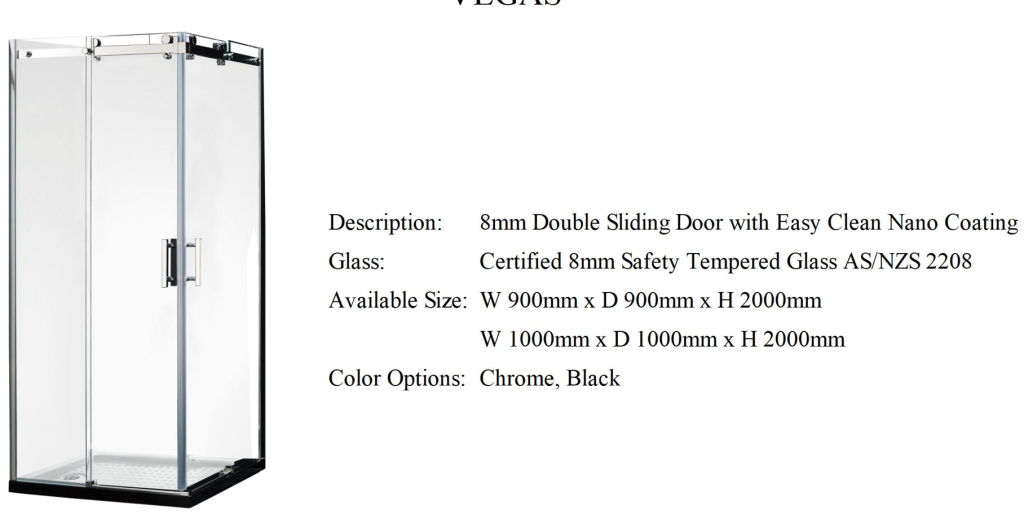 VEGAS
Description: 8mm Double Sliding Door with Easy Clean Nano Coating
Glass: Certified 8mm Safety Tempered Glass AS/NZS 2208
Available Size: W 900mm x D 900mm x H 2000mm
W 1000mm x D 1000mm x H 2000mm
Color Options: Chrome, Black